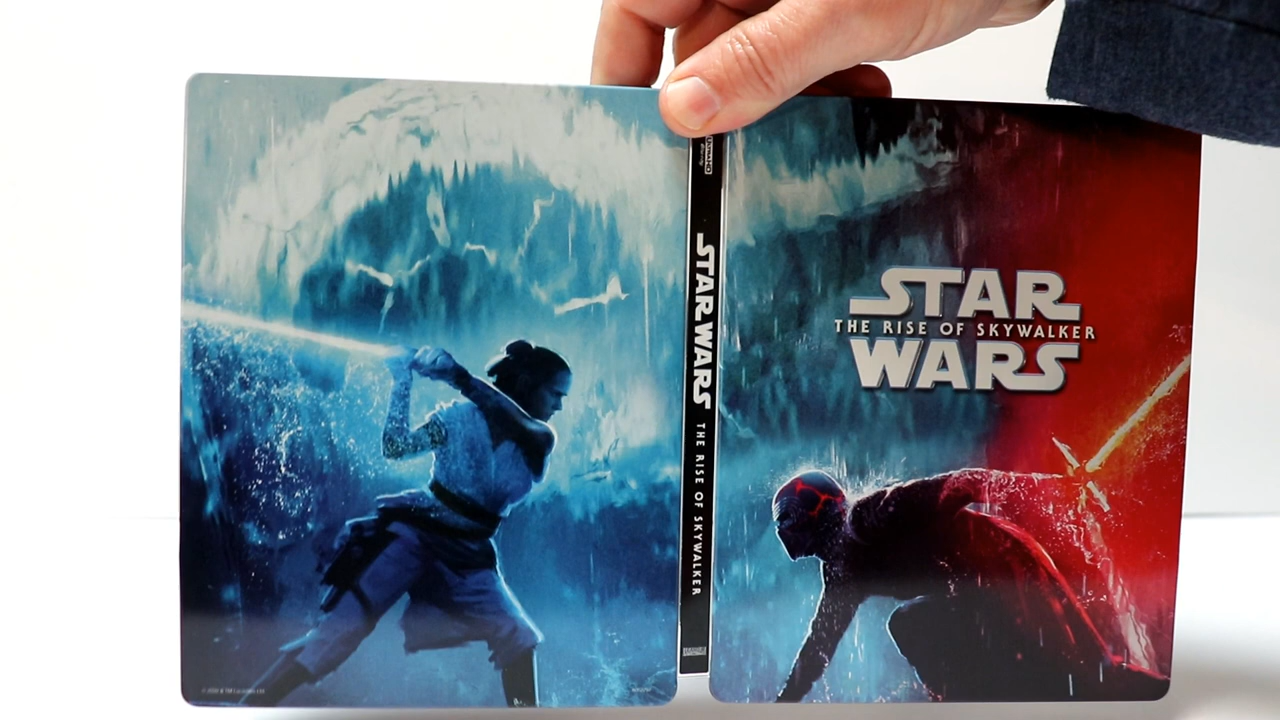 STAR
THE RISE OF SKYWALKER
WARS
STAR WARS THE RISE OF SKYWALKER